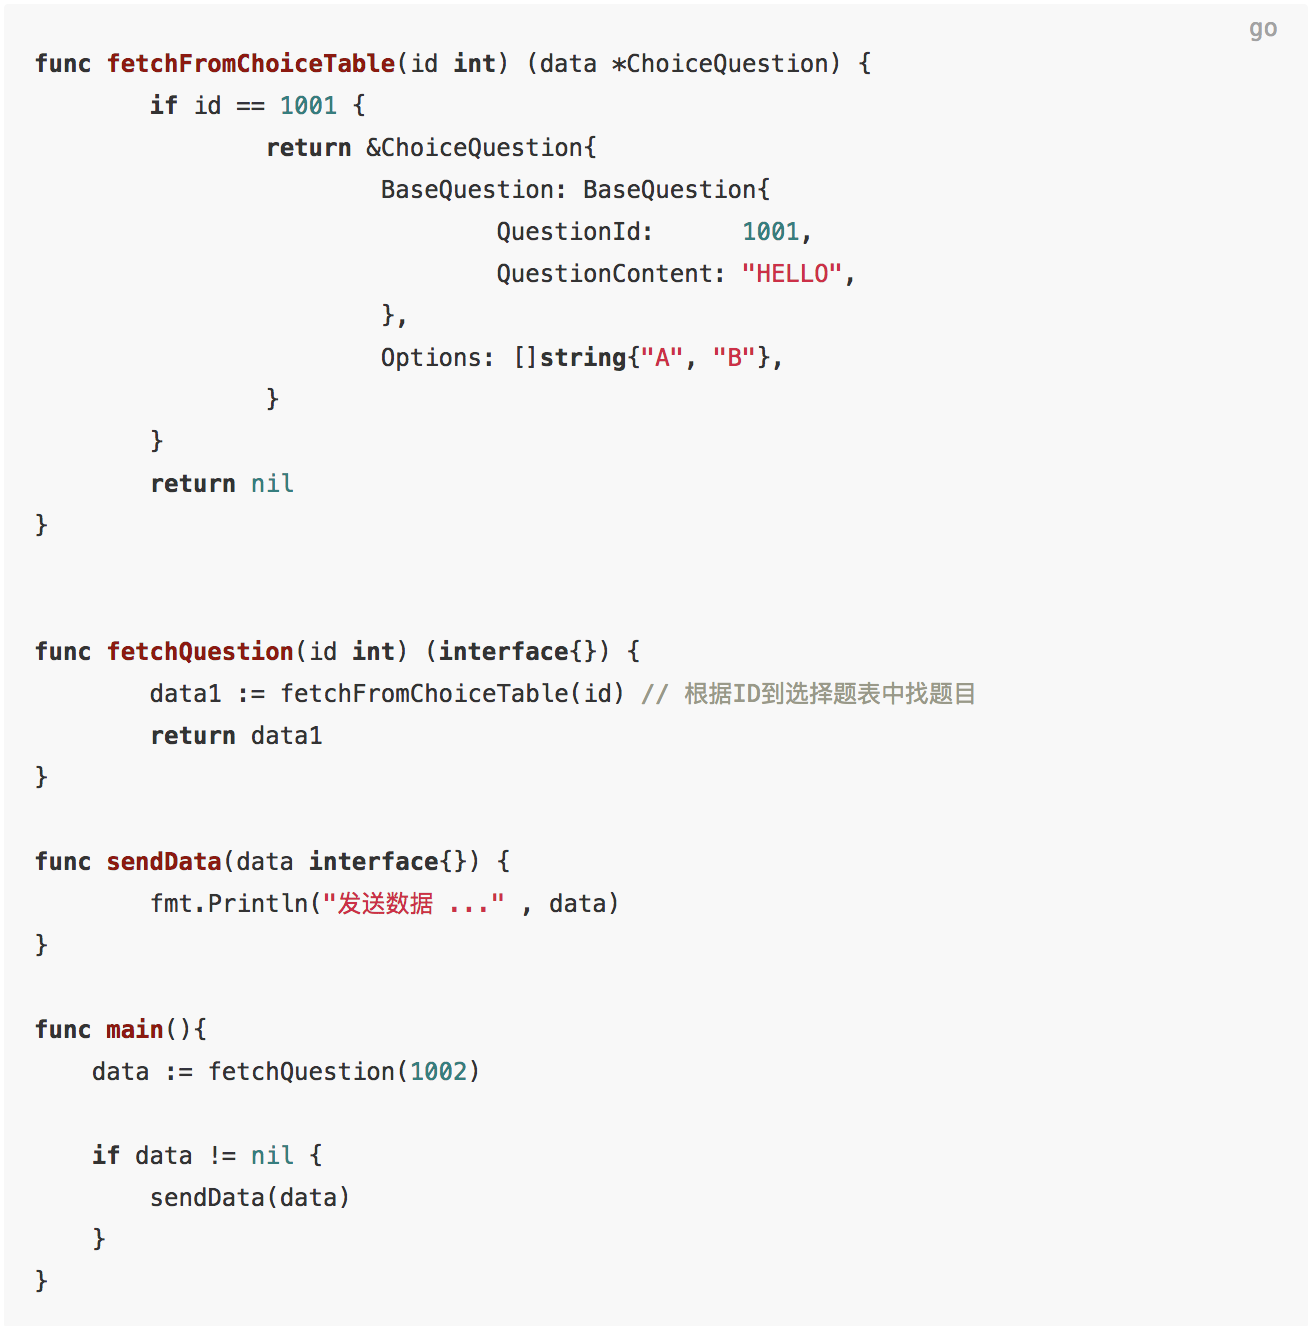 go
func fetchFromChoiceTable(id int) (data *ChoiceQuestion) {
        if id == 1001 {
                return &ChoiceQuestion{
                        BaseQuestion: BaseQuestion{
                                QuestionId:      1001,
                                QuestionContent: "HELLO",
                        },
                        Options: []string{"A", "B"},
                }
        }
        return nil
}
func fetchQuestion(id int) (interface{}) {
        data1 := fetchFromChoiceTable(id) // 根据ID到选择题表中找题目
        return data1
}
func sendData(data interface{}) {
        fmt.Println("发送数据 ..." , data)
}
func main(){
    data := fetchQuestion(1002)
    if data != nil {
        sendData(data)
    }
}